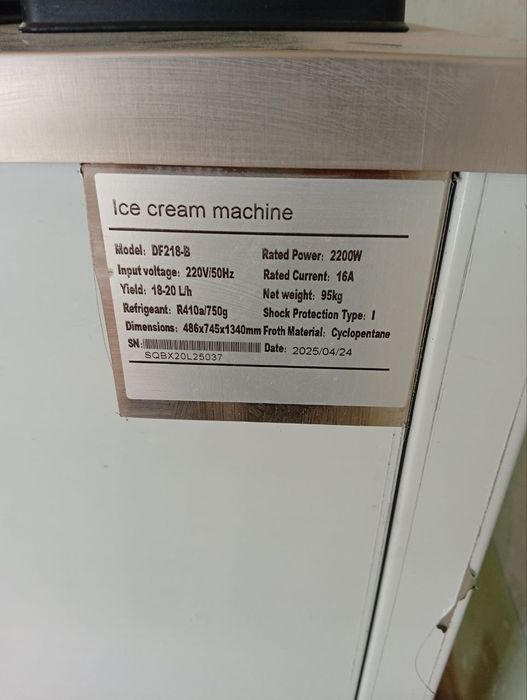 Ice cream machine
Model: DF218-B Rated Power: 2200W
Input voltage: 220V/50Hz Rated Current: 16A
Yield: 18-20 L/h Net weight: 95kg
Refrigeant: R410a/750g Shock Protection Type: I
Dimensions: 486x745x1340mm Froth Material: Cyclopentane
SN: Date: 2025/04/24
SQBX20L25037